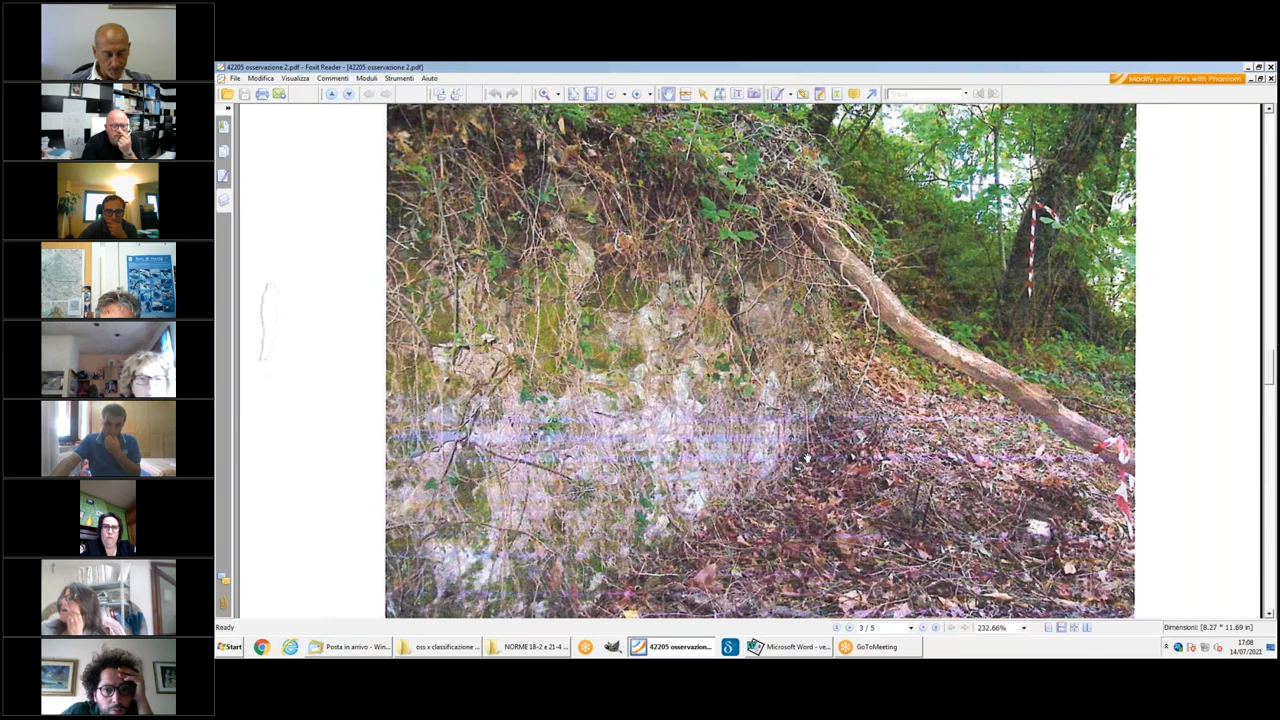 42205 osservazione 2.pdf - Foxit Reader - [42205 osservazione 2.pdf]
File Modifica Visualizza Commenti Moduli Strumenti Aiuto
Modify your PDFs with Phantom
Ready
3 / 5
232.66%
Dimensioni: [8.27 * 11.69 in]
Start
Posta in arrivo - Win...
oss x classificazione ...
NORME 18-2 e 21-4 ...
42205 osservazion...
Microsoft Word - ve...
GoToMeeting
17:08
14/07/2021